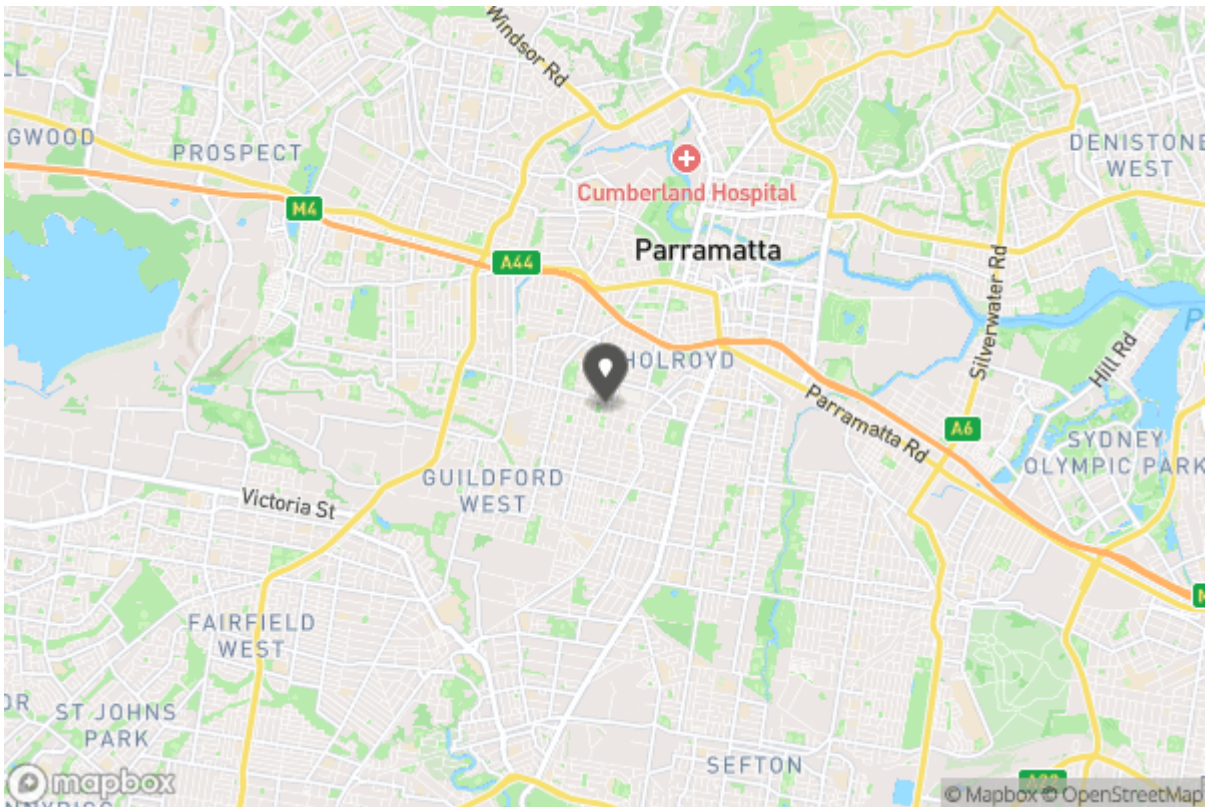 Windsor Rd
GWOOD
PROSPECT
DENISTONE
WEST
Cumberland Hospital
M4
Parramatta
A44
Silverwater Rd
Hill Rd
HOLROYD
Parramatta Rd
A6
SYDNEY
OLYMPIC PARK
GUILDFORD
WEST
Victoria St
FAIRFIELD
WEST
ST JOHNS
PARK
SEFTON
mapbox
© Mapbox © OpenStreetMap